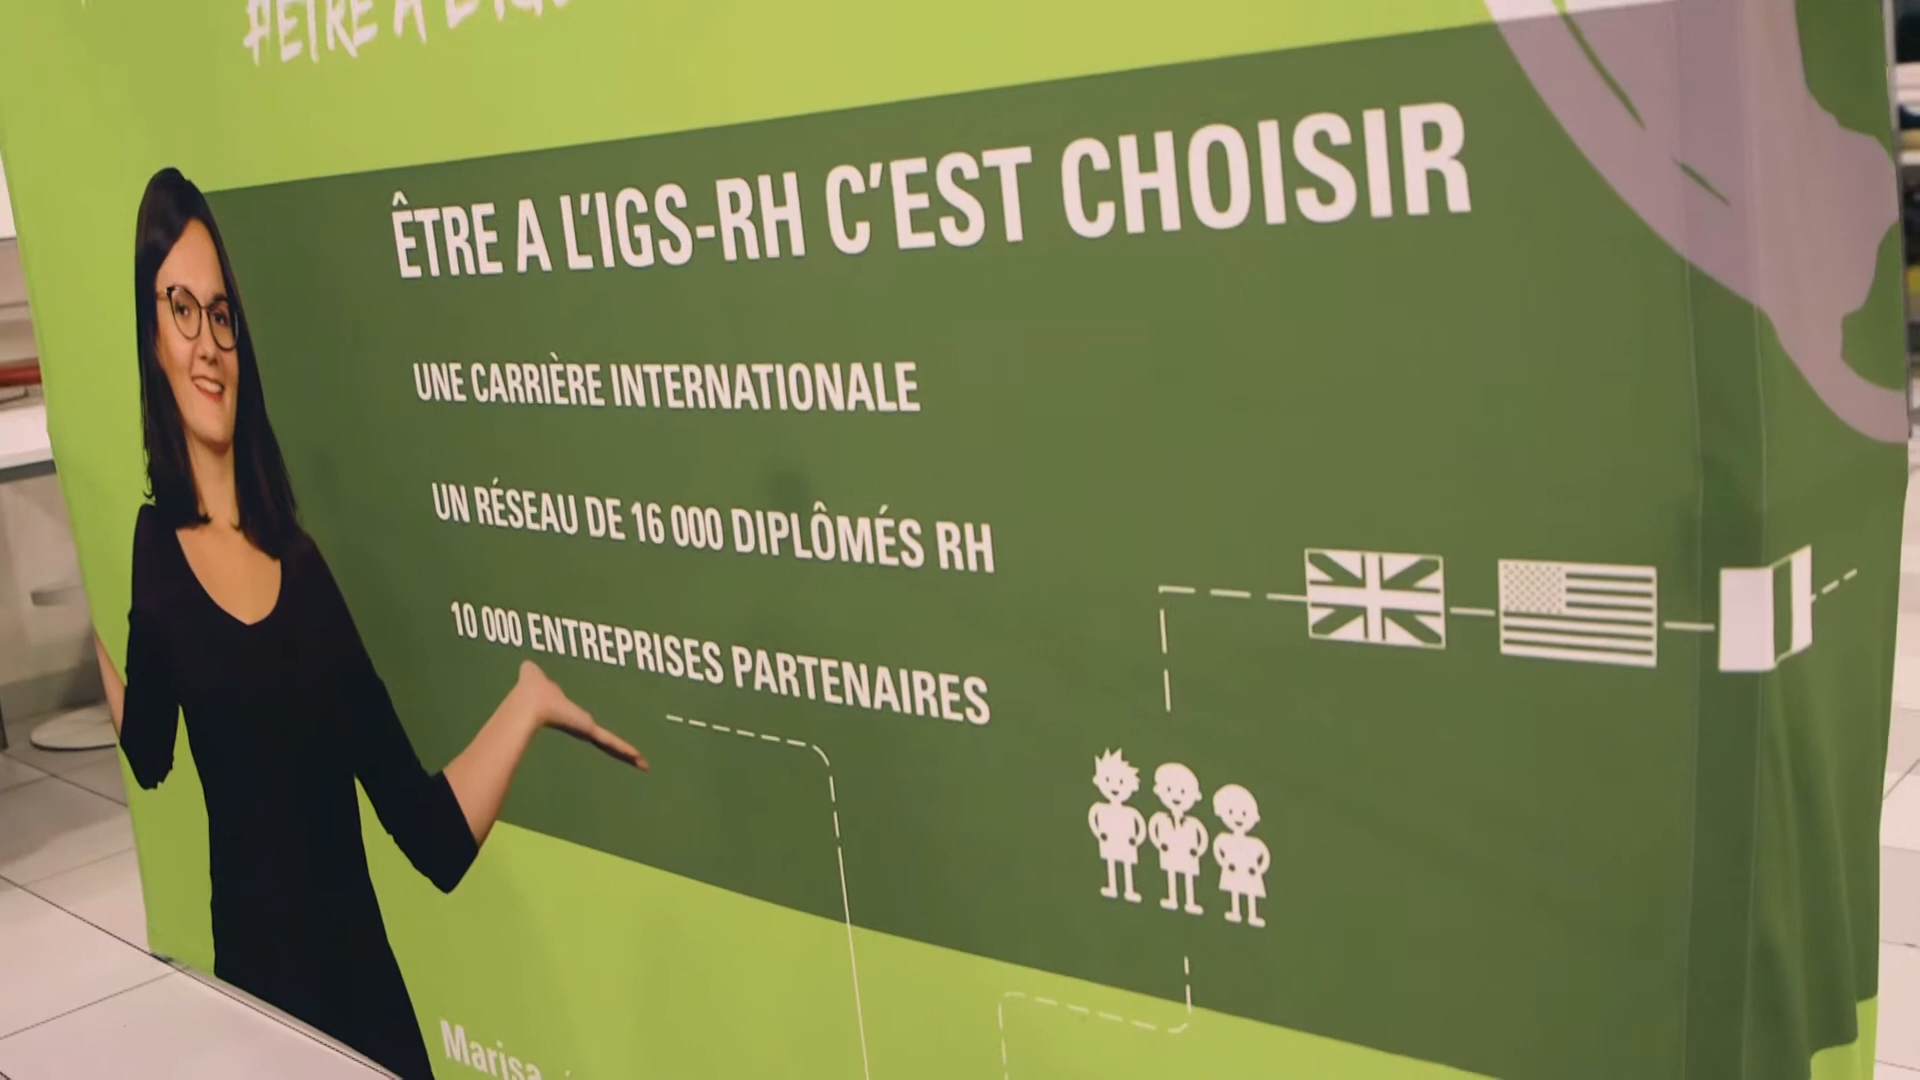 #ETRE A L'IGS
ÊTRE A L'IGS-RH C'EST CHOISIR
UNE CARRIÈRE INTERNATIONALE
UN RÉSEAU DE 16 000 DIPLÔMÉS RH
10 000 ENTREPRISES PARTENAIRES
Marisa